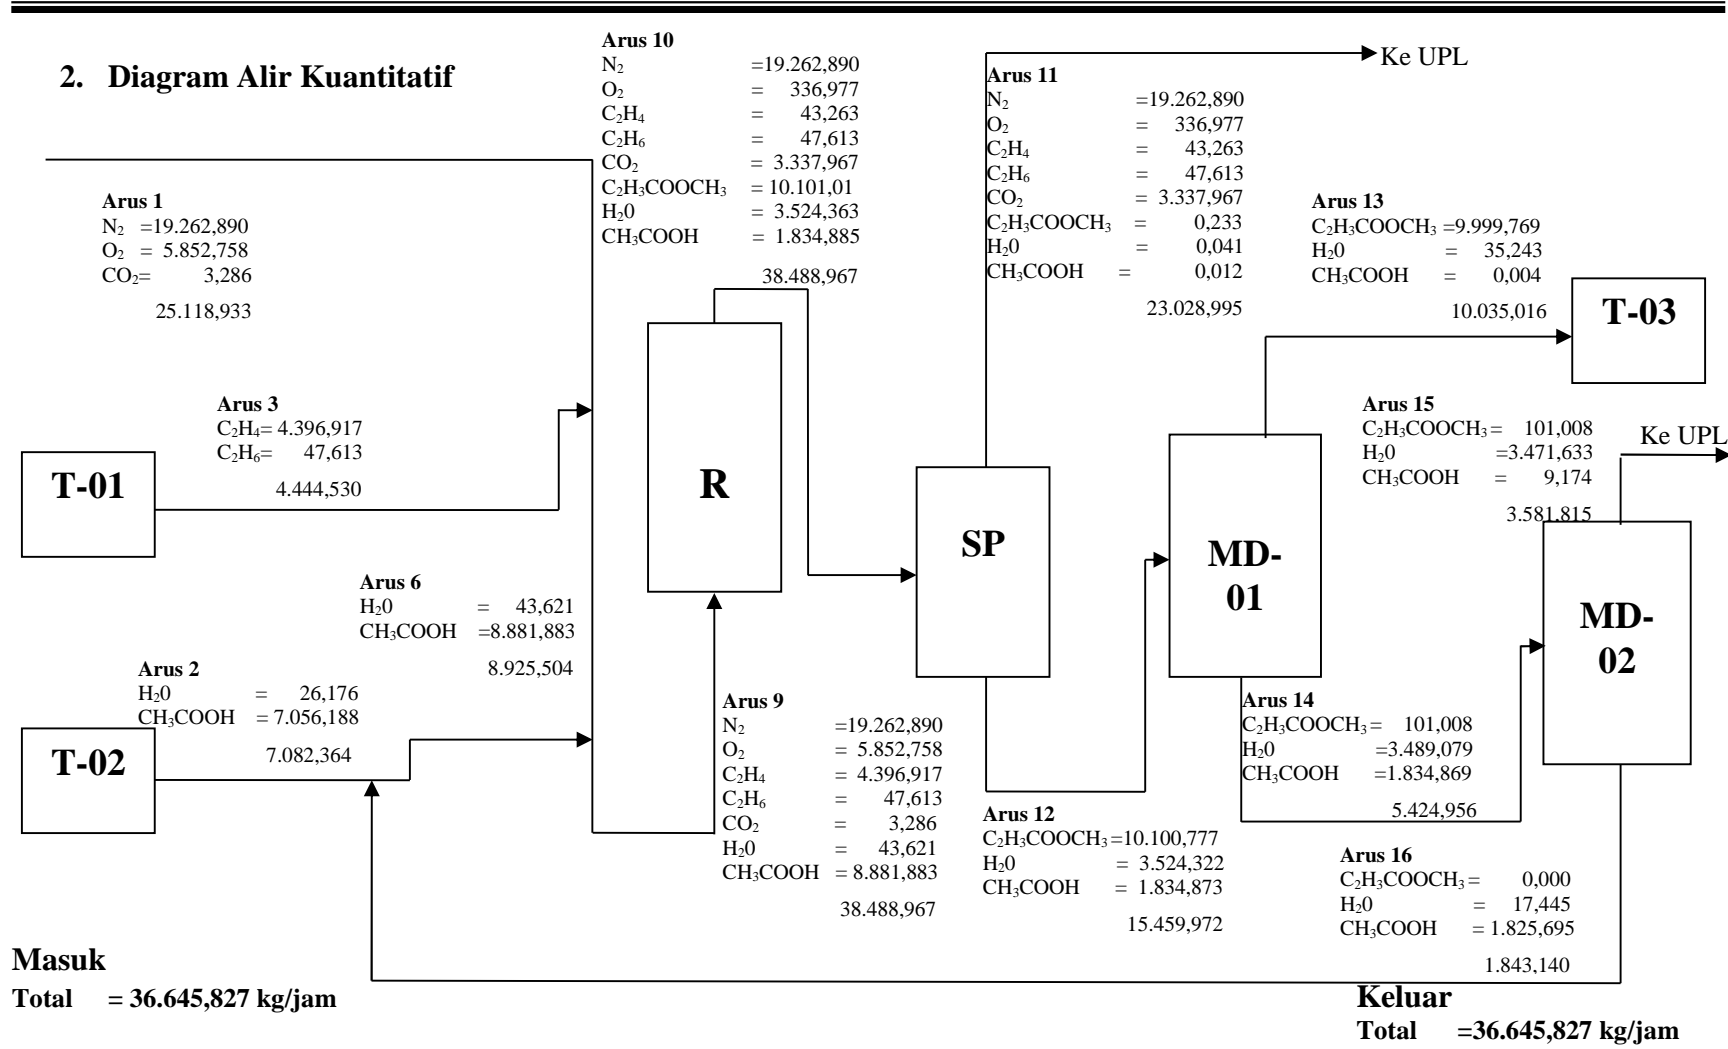 2. Diagram Alir Kuantitatif
Arus 1
N₂ =19.262,890
O₂ = 5.852,758
CO₂= 3,286
25.118,933
Arus 3
C₂H₄= 4.396,917
C₂H₆= 47,613
4.444,530
T-01
Arus 6
H₂0 = 43,621
CH₃COOH =8.881,883
8.925,504
Arus 2
H₂0 = 26,176
CH₃COOH = 7.056,188
7.082,364
T-02
Arus 10
N₂ =19.262,890
O₂ = 336,977
C₂H₄ = 43,263
C₂H₆ = 47,613
CO₂ = 3.337,967
C₂H₃COOCH₃ = 10.101,01
H₂0 = 3.524,363
CH₃COOH = 1.834,885
38.488,967
R
Arus 9
N₂ =19.262,890
O₂ = 5.852,758
C₂H₄ = 4.396,917
C₂H₆ = 47,613
CO₂ = 3,286
H₂0 = 43,621
CH₃COOH = 8.881,883
38.488,967
Ke UPL
Arus 11
N₂ =19.262,890
O₂ = 336,977
C₂H₄ = 43,263
C₂H₆ = 47,613
CO₂ = 3.337,967
C₂H₃COOCH₃ = 0,233
H₂0 = 0,041
CH₃COOH = 0,012
23.028,995
SP
Arus 12
C₂H₃COOCH₃=10.100,777
H₂0 = 3.524,322
CH₃COOH = 1.834,873
15.459,972
Arus 13
C₂H₃COOCH₃ =9.999,769
H₂0 = 35,243
CH₃COOH = 0,004
10.035,016
T-03
MD-
01
Arus 15
C₂H₃COOCH₃= 101,008
H₂0 =3.471,633
CH₃COOH = 9,174
3.581,815
Ke UPL
MD-
02
Arus 14
C₂H₃COOCH₃= 101,008
H₂0 =3.489,079
CH₃COOH =1.834,869
5.424,956
Arus 16
C₂H₃COOCH₃= 0,000
H₂0 = 17,445
CH₃COOH = 1.825,695
1.843,140
Masuk
Total = 36.645,827 kg/jam
Keluar
Total =36.645,827 kg/jam